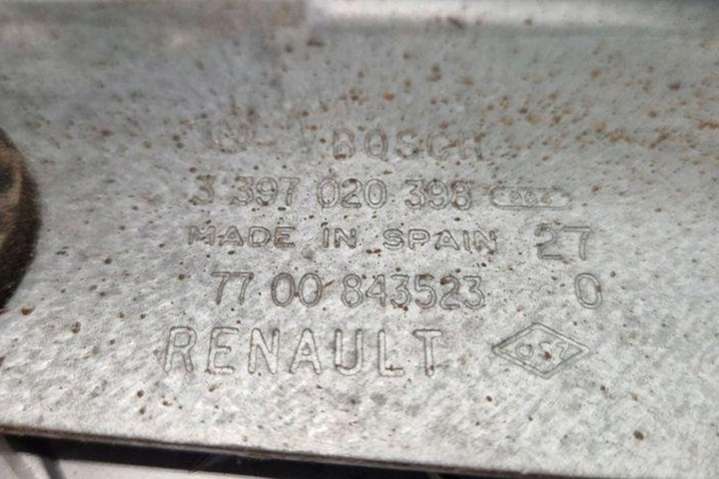 BOSCH
3 397 020 398
MADE IN SPAIN 27
77 00 843523 0
RENAULT